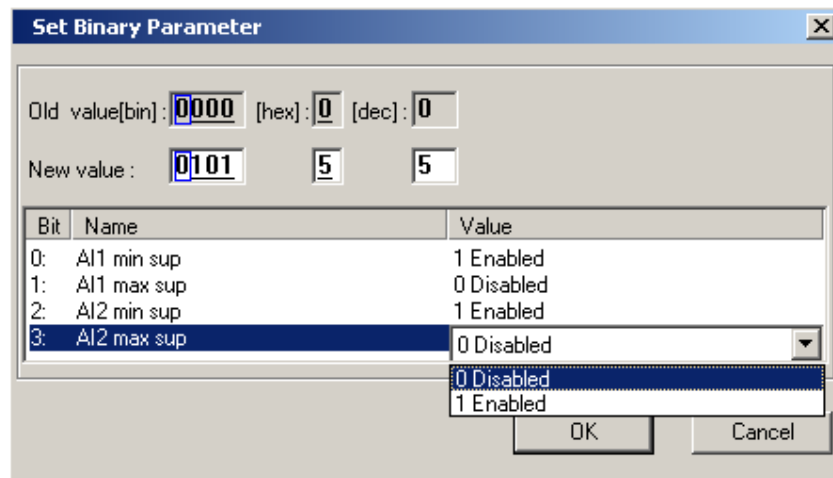 Set Binary Parameter
Old value[bin] : 0000 [hex] : 0 [dec] : 0
New value : 0101 5 5
Bit Name Value
0: AI1 min sup 1 Enabled
1: AI1 max sup 0 Disabled
2: AI2 min sup 1 Enabled
3: AI2 max sup 0 Disabled
0 Disabled
1 Enabled
OK Cancel